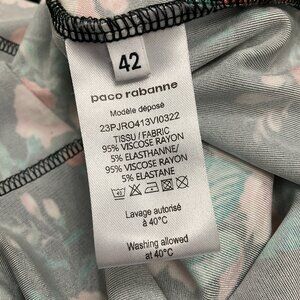 42
paco rabanne
Modèle déposé
23PJRO413VI0322
TISSU / FABRIC
95% VISCOSE RAYON
5% ELASTHANNE/
95% VISCOSE RAYON
5% ELASTANE
Lavage autorisé
à 40°C
Washing allowed
at 40°C